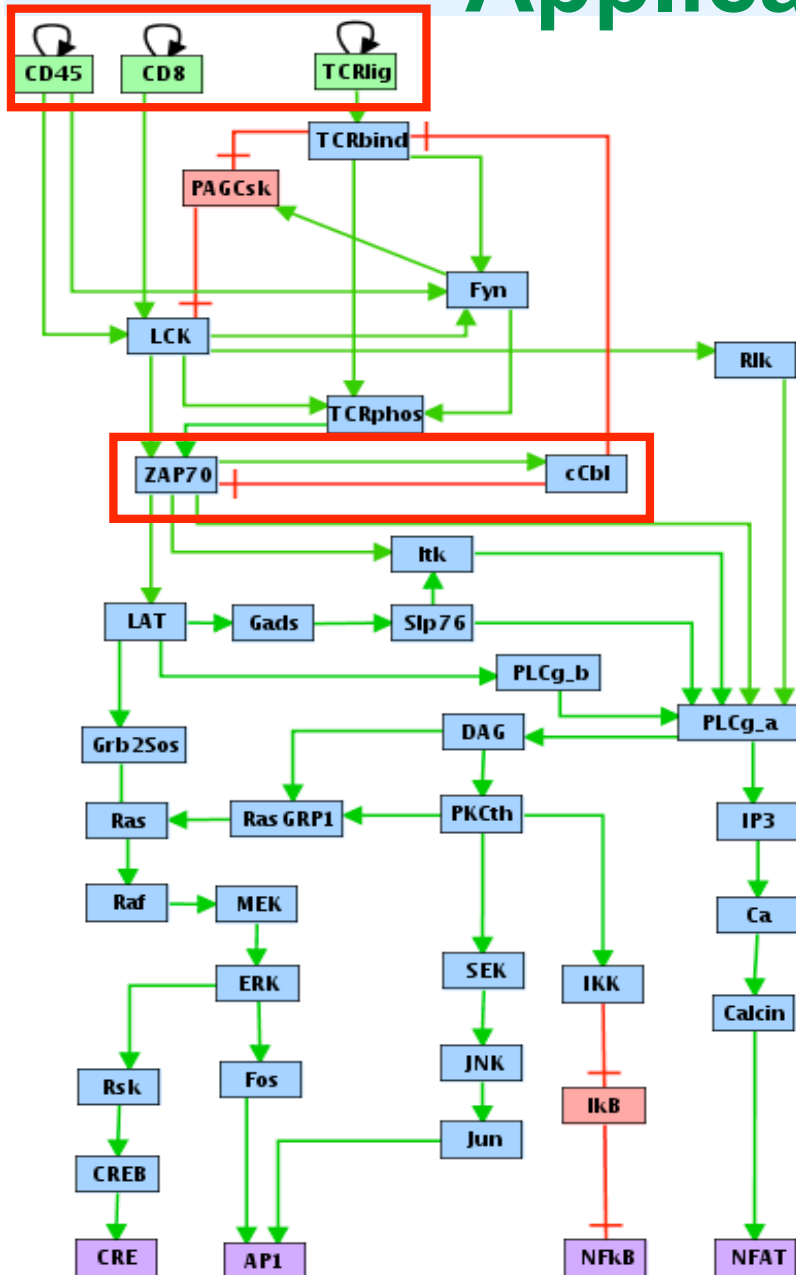 Applica
CD45 CD8 TCRlig
TCRbind
PAGCsk
Fyn
LCK
Rlk
TCRphos
ZAP70 cCbl
Itk
LAT Gads Slp76
PLCg_b
PLCg_a
DAG
Grb2Sos
Ras Ras GRP1 PKCth IP3
Raf MEK
Ca
ERK SEK IKK
Calcin
Rsk Fos JNK
IkB
Jun
CREB
CRE AP1 NFkB NFAT